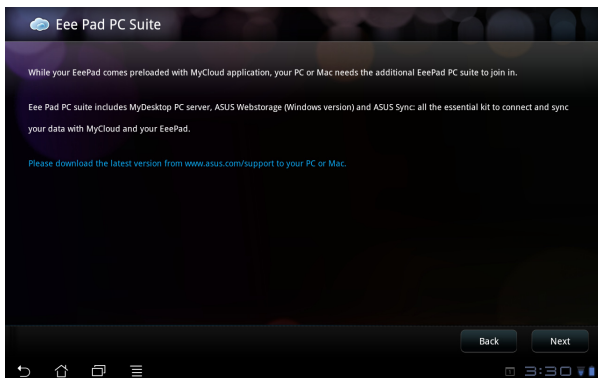 Eee Pad PC Suite
While your EeePad comes preloaded with MyCloud application, your PC or Mac needs the additional EeePad PC suite to join in.
Eee Pad PC suite includes MyDesktop PC server, ASUS Webstorage (Windows version) and ASUS Sync: all the essential kit to connect and sync
your data with MyCloud and your EeePad.
Please download the latest version from www.asus.com/support to your PC or Mac.
Back Next
3:30